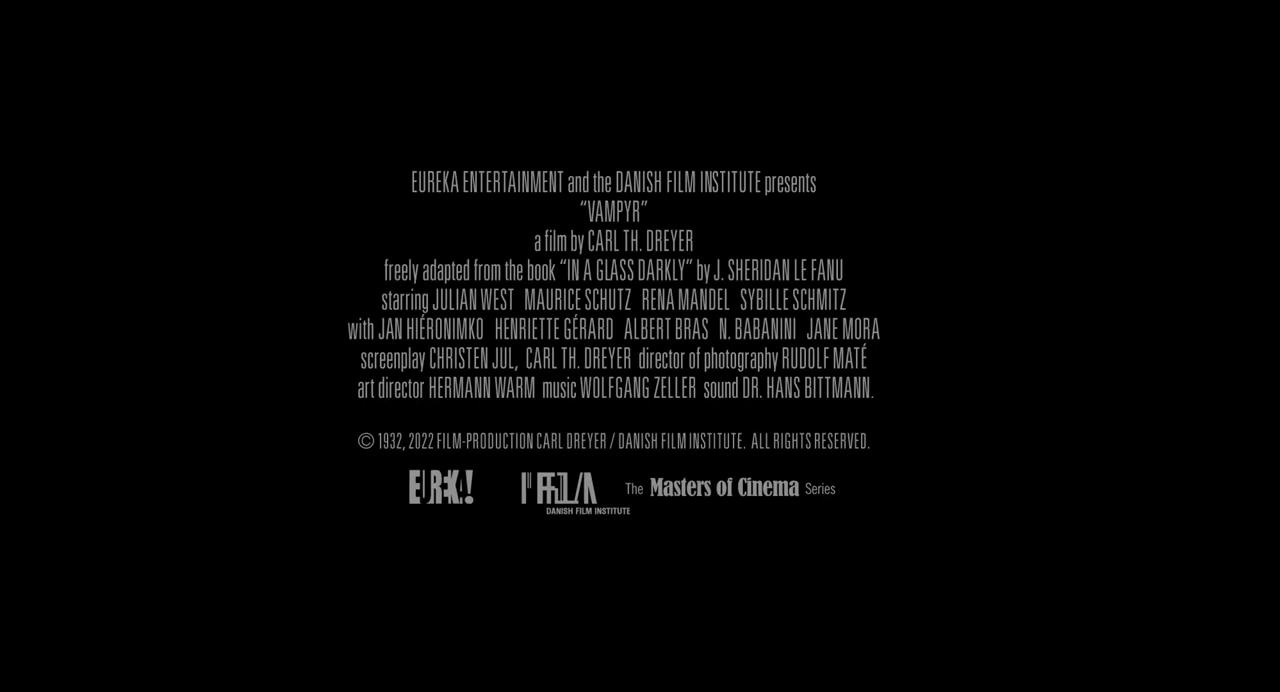 EUREKA ENTERTAINMENT and the DANISH FILM INSTITUTE presents
“VAMPYR”
a film by CARL TH. DREYER
freely adapted from the book “IN A GLASS DARKLY” by J. SHERIDAN LE FANU
starring JULIAN WEST MAURICE SCHUTZ RENA MANDEL SYBILLE SCHMITZ
with JAN HIÉRONIMKO HENRIETTE GÉRARD ALBERT BRAS N. BABANINI JANE MORA
screenplay CHRISTEN JUL, CARL TH. DREYER director of photography RUDOLF MATÉ
art director HERMANN WARM music WOLFGANG ZELLER sound DR. HANS BITTMANN.
© 1932, 2022 FILM-PRODUCTION CARL DREYER / DANISH FILM INSTITUTE. ALL RIGHTS RESERVED.
EUREKA! The Masters of Cinema Series
DANISH FILM INSTITUTE